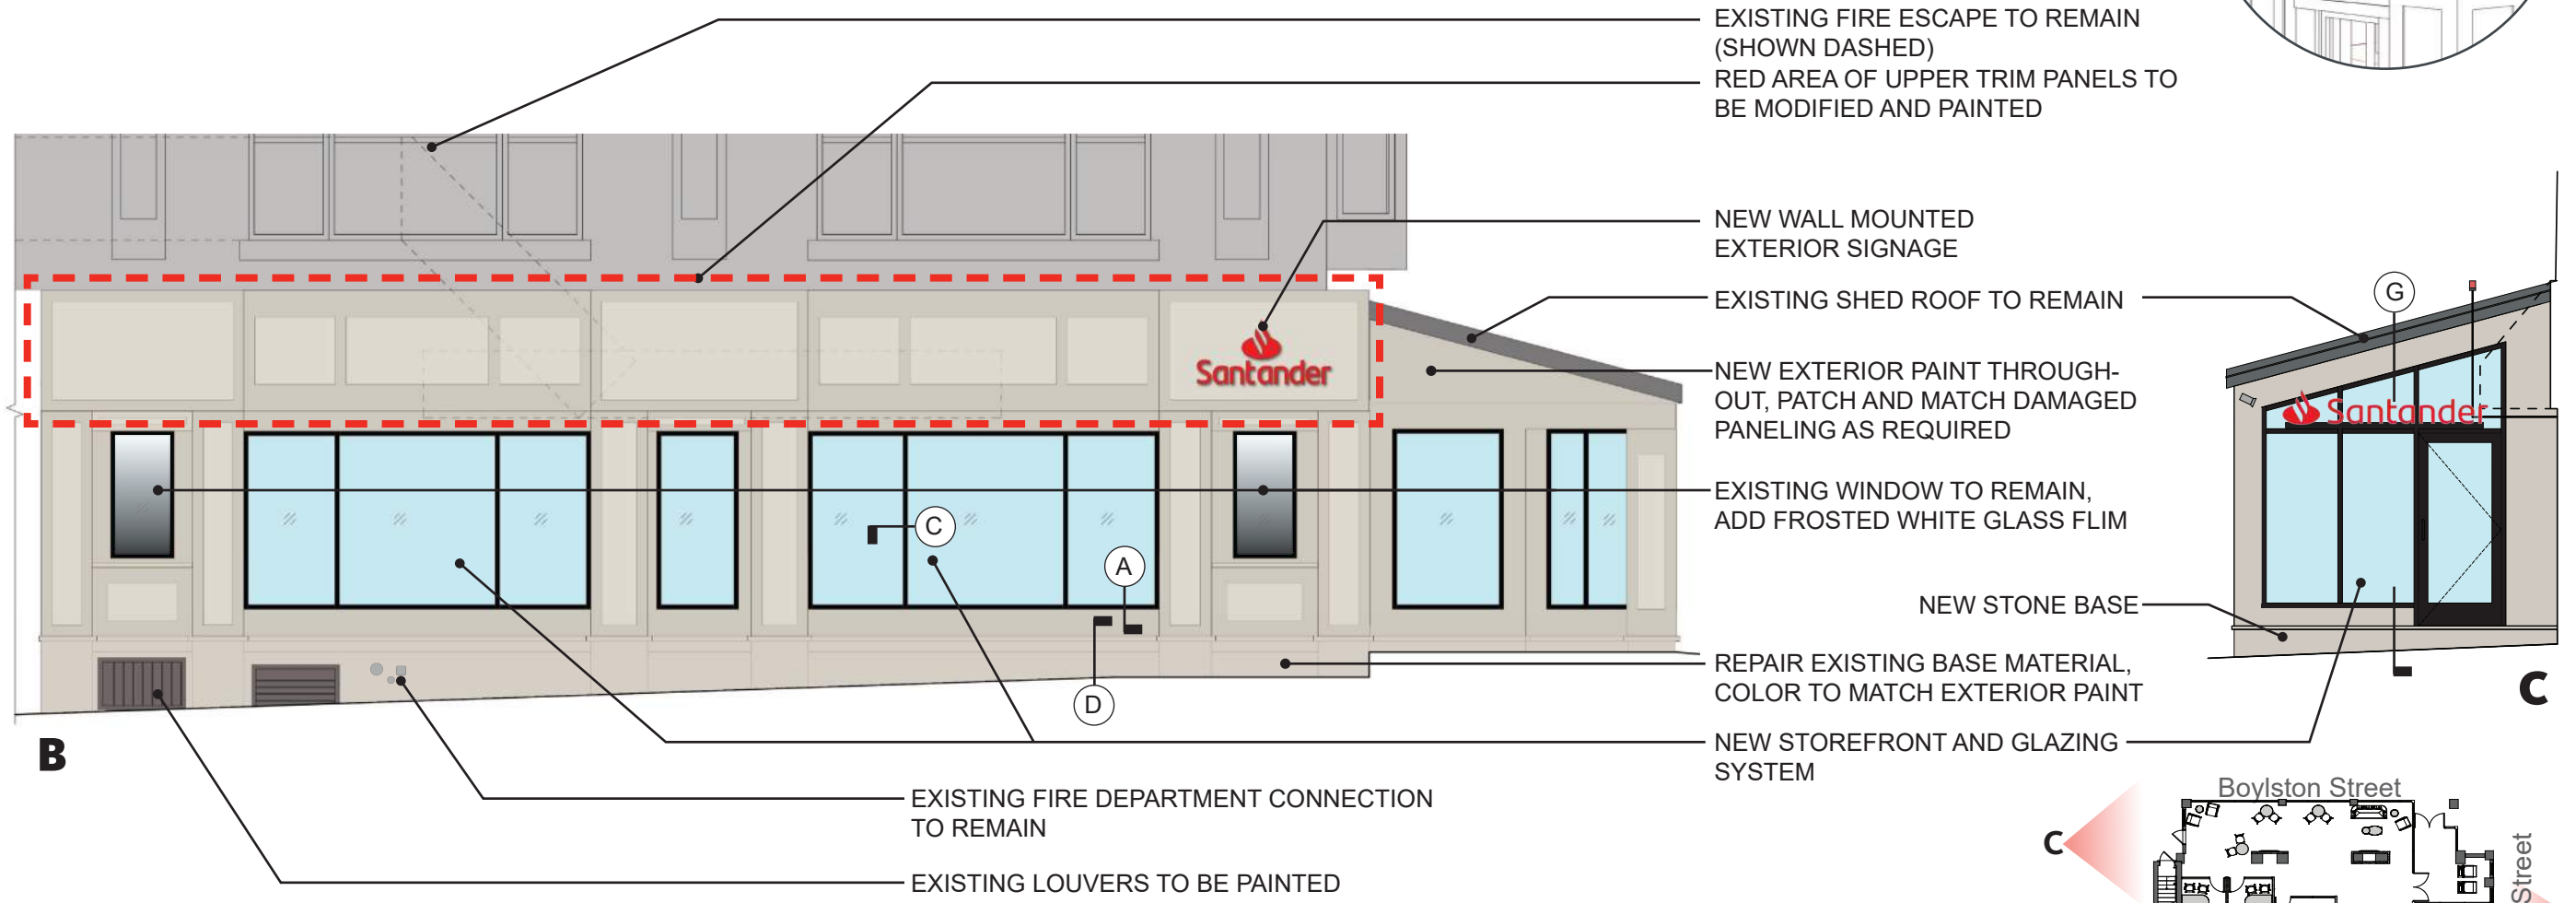 EXISTING FIRE ESCAPE TO REMAIN
(SHOWN DASHED)
RED AREA OF UPPER TRIM PANELS TO
BE MODIFIED AND PAINTED
NEW WALL MOUNTED
EXTERIOR SIGNAGE
EXISTING SHED ROOF TO REMAIN
G
Santander
NEW EXTERIOR PAINT THROUGH-
OUT, PATCH AND MATCH DAMAGED
PANELING AS REQUIRED
Santander
EXISTING WINDOW TO REMAIN,
ADD FROSTED WHITE GLASS FLIM
C
A
NEW STONE BASE
REPAIR EXISTING BASE MATERIAL,
COLOR TO MATCH EXTERIOR PAINT
C
D
B
NEW STOREFRONT AND GLAZING
SYSTEM
EXISTING FIRE DEPARTMENT CONNECTION
TO REMAIN
EXISTING LOUVERS TO BE PAINTED
Boylston Street
C
Street